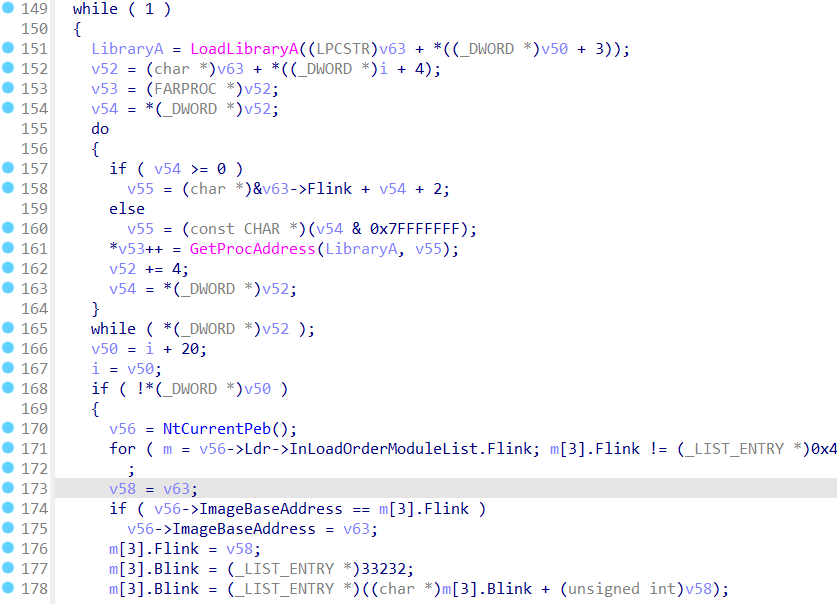 149 while ( 1 )
150 {
151 LibraryA = LoadLibraryA((LPCSTR)v63 + *((_DWORD *)v50 + 3));
152 v52 = (char *)v63 + *((_DWORD *)i + 4);
153 v53 = (FARPROC *)v52;
154 v54 = *(_DWORD *)v52;
155 do
156 {
157 if ( v54 >= 0 )
158 v55 = (char *)&v63->Flink + v54 + 2;
159 else
160 v55 = (const CHAR *)(v54 & 0x7FFFFFFF);
161 *v53++ = GetProcAddress(LibraryA, v55);
162 v52 += 4;
163 v54 = *(_DWORD *)v52;
164 }
165 while ( *(_DWORD *)v52 );
166 v50 = i + 20;
167 i = v50;
168 if ( !*(_DWORD *)v50 )
169 {
170 v56 = NtCurrentPeb();
171 for ( m = v56->Ldr->InLoadOrderModuleList.Flink; m[3].Flink != (_LIST_ENTRY *)0x4
172 ;
173 v58 = v63;
174 if ( v56->ImageBaseAddress == m[3].Flink )
175 v56->ImageBaseAddress = v63;
176 m[3].Flink = v58;
177 m[3].Blink = (_LIST_ENTRY *)33232;
178 m[3].Blink = (_LIST_ENTRY *)((char *)m[3].Blink + (unsigned int)v58);